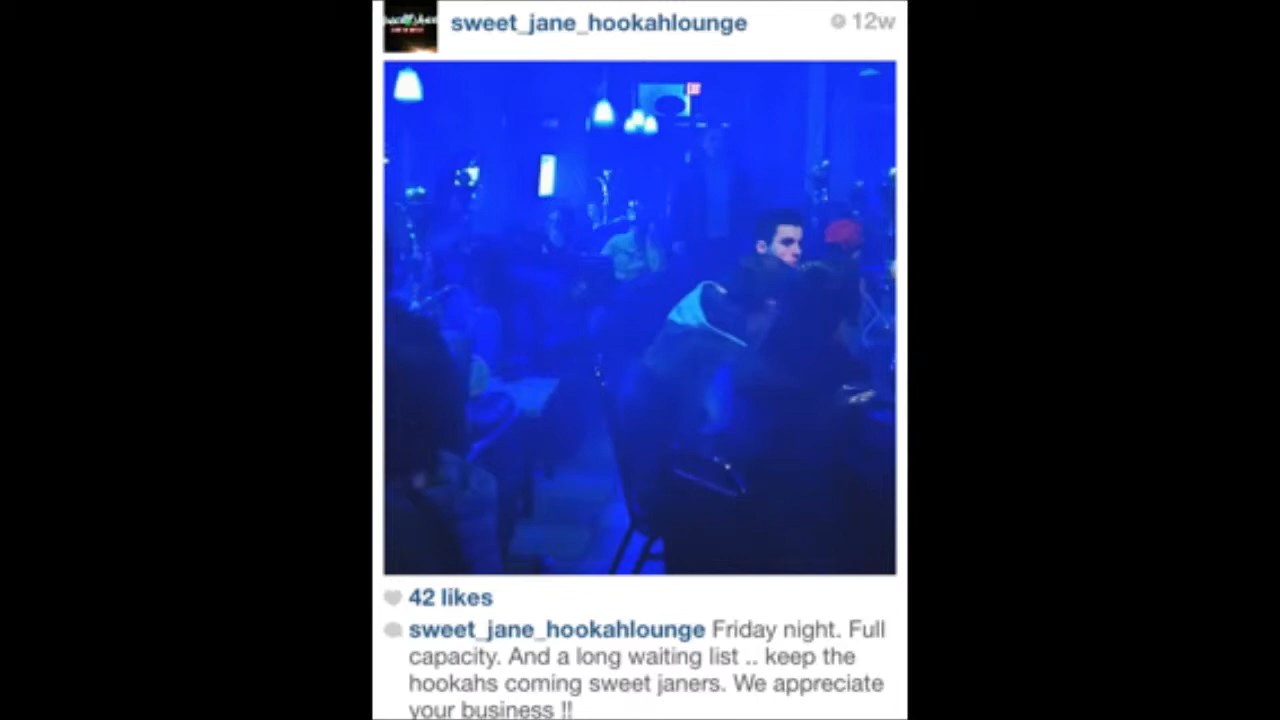 sweet_jane_hookahlounge 12w
EXIT
42 likes
sweet_jane_hookahlounge Friday night. Full
capacity. And a long waiting list .. keep the
hookahs coming sweet janers. We appreciate
your business !!